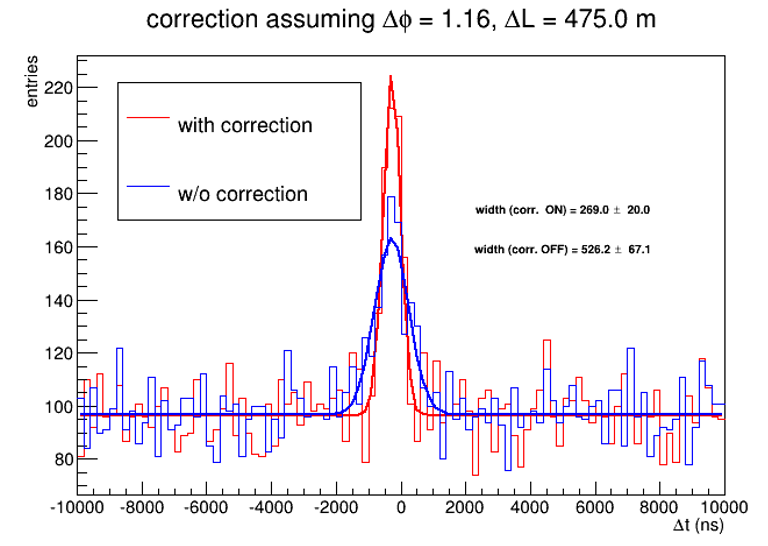 correction assuming Δϕ = 1.16, ΔL = 475.0 m
entries
220
200
180
160
140
120
100
80
with correction
w/o correction
width (corr.  ON) = 269.0 ±  20.0
width (corr. OFF) = 526.2 ±  67.1
-10000 -8000 -6000 -4000 -2000 0 2000 4000 6000 8000 10000
Δt (ns)